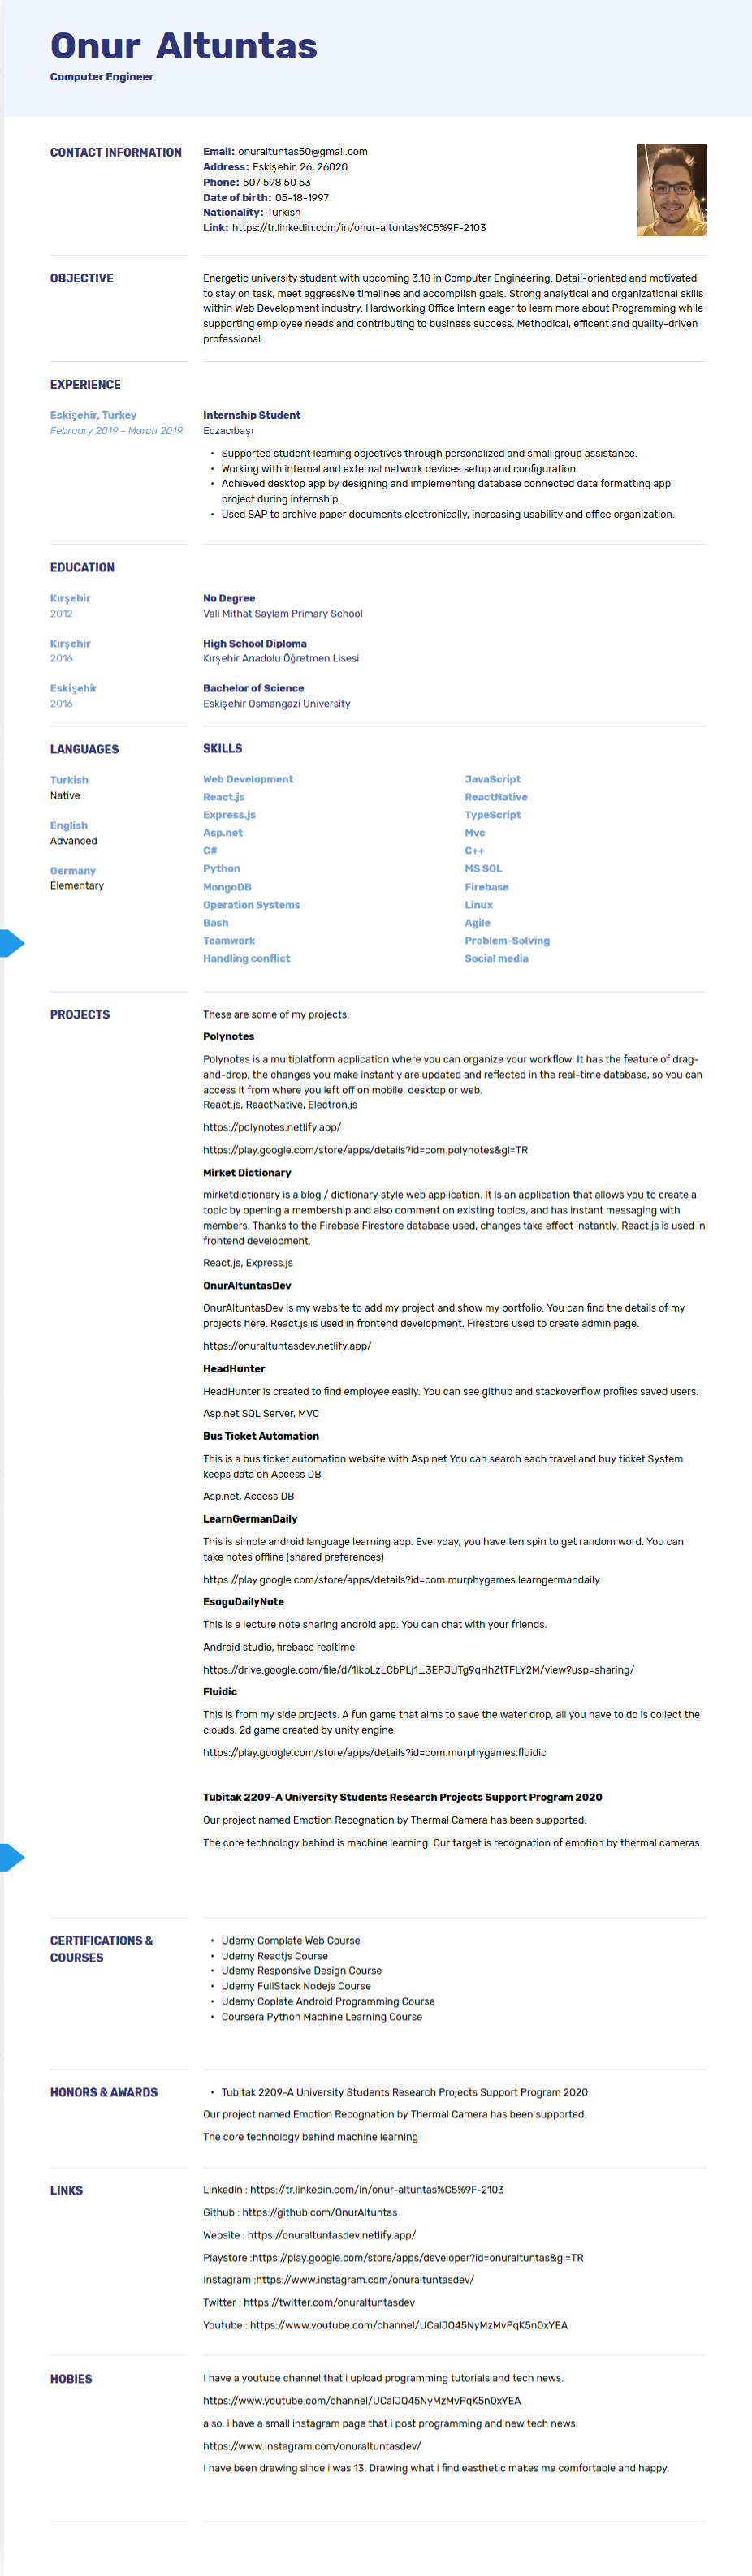 Onur Altuntas
Computer Engineer
CONTACT INFORMATION
Email: onuraltuntas50@gmail.com
Address: Eskişehir, 26, 26020
Phone: 507 598 50 53
Date of birth: 05-18-1997
Nationality: Turkish
Link: https://tr.linkedin.com/in/onur-altuntas%C5%9F-2103
OBJECTIVE
Energetic university student with upcoming 3.18 in Computer Engineering. Detail-oriented and motivated
to stay on task, meet aggressive timelines and accomplish goals. Strong analytical and organizational skills
within Web Development industry. Hardworking Office Intern eager to learn more about Programming while
supporting employee needs and contributing to business success. Methodical, efficent and quality-driven
professional.
EXPERIENCE
Eskişehir, Turkey
February 2019 - March 2019
Internship Student
Eczacıbaşı
• Supported student learning objectives through personalized and small group assistance.
• Working with internal and external network devices setup and configuration.
• Achieved desktop app by designing and implementing database connected data formatting app
project during internship.
• Used SAP to archive paper documents electronically, increasing usability and office organization.
EDUCATION
Kırşehir
2012
No Degree
Vali Mithat Saylam Primary School
Kırşehir
2016
High School Diploma
Kırşehir Anadolu Öğretmen Lisesi
Eskişehir
2016
Bachelor of Science
Eskişehir Osmangazi University
LANGUAGES
Turkish
Native
English
Advanced
Germany
Elementary
SKILLS
Web Development
JavaScript
React.js
ReactNative
Express.js
TypeScript
Asp.net
Mvc
C#
C++
Python
MS SQL
MongoDB
Firebase
Operation Systems
Linux
Bash
Agile
Teamwork
Problem-Solving
Handling conflict
Social media
PROJECTS
These are some of my projects.
Polynotes
Polynotes is a multiplatform application where you can organize your workflow. It has the feature of drag-
and-drop, the changes you make instantly are updated and reflected in the real-time database, so you can
access it from where you left off on mobile, desktop or web.
React.js, ReactNative, Electron.js
https://polynotes.netlify.app/
https://play.google.com/store/apps/details?id=com.polynotes&gl=TR
Mirket Dictionary
mirketdictionary is a blog / dictionary style web application. It is an application that allows you to create a
topic by opening a membership and also comment on existing topics, and has instant messaging with
members. Thanks to the Firebase Firestore database used, changes take effect instantly. React.js is used in
frontend development.
React.js, Express.js
OnurAltuntasDev
OnurAltuntasDev is my website to add my project and show my portfolio. You can find the details of my
projects here. React.js is used in frontend development. Firestore used to create admin page.
https://onuraltuntasdev.netlify.app/
HeadHunter
HeadHunter is created to find employee easily. You can see github and stackoverflow profiles saved users.
Asp.net SQL Server, MVC
Bus Ticket Automation
This is a bus ticket automation website with Asp.net You can search each travel and buy ticket System
keeps data on Access DB
Asp.net, Access DB
LearnGermanDaily
This is simple android language learning app. Everyday, you have ten spin to get random word. You can
take notes offline (shared preferences)
https://play.google.com/store/apps/details?id=com.murphygames.learngermandaily
EsoguDailyNote
This is a lecture note sharing android app. You can chat with your friends.
Android studio, firebase realtime
https://drive.google.com/file/d/1lkpLzLCbPLj1_3EPJUTg9qHhZtTFLY2M/view?usp=sharing/
Fluidic
This is from my side projects. A fun game that aims to save the water drop, all you have to do is collect the
clouds. 2d game created by unity engine.
https://play.google.com/store/apps/details?id=com.murphygames.fluidic
Tubitak 2209-A University Students Research Projects Support Program 2020
Our project named Emotion Recognation by Thermal Camera has been supported.
The core technology behind is machine learning. Our target is recognation of emotion by thermal cameras.
CERTIFICATIONS &
COURSES
• Udemy Complate Web Course
• Udemy Reactjs Course
• Udemy Responsive Design Course
• Udemy FullStack Nodejs Course
• Udemy Coplate Android Programming Course
• Coursera Python Machine Learning Course
HONORS & AWARDS
• Tubitak 2209-A University Students Research Projects Support Program 2020
Our project named Emotion Recognation by Thermal Camera has been supported.
The core technology behind machine learning
LINKS
Linkedin : https://tr.linkedin.com/in/onur-altuntas%C5%9F-2103
Github : https://github.com/OnurAltuntas
Website : https://onuraltuntasdev.netlify.app/
Playstore :https://play.google.com/store/apps/developer?id=onuraltuntas&gl=TR
Instagram :https://www.instagram.com/onuraltuntasdev/
Twitter : https://twitter.com/onuraltuntasdev
Youtube : https://www.youtube.com/channel/UCalJQ45NyMzMvPqK5n0xYEA
HOBIES
I have a youtube channel that i upload programming tutorials and tech news.
https://www.youtube.com/channel/UCalJQ45NyMzMvPqK5n0xYEA
also, i have a small instagram page that i post programming and new tech news.
https://www.instagram.com/onuraltuntasdev/
I have been drawing since i was 13. Drawing what i find easthetic makes me comfortable and happy.